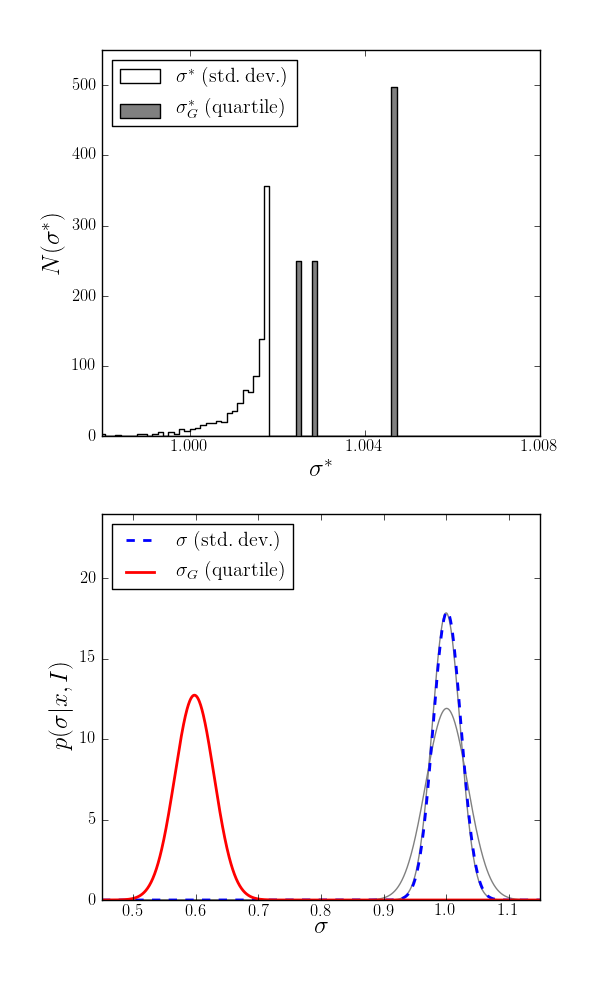 500
400
300
200
100
0
N(σ*)
σ* (std. dev.)
σ*_G (quartile)
1.000 1.004 1.008
σ*
20
15
10
5
0
p(σ|x, I)
σ (std. dev.)
σ_G (quartile)
0.5 0.6 0.7 0.8 0.9 1.0 1.1
σ